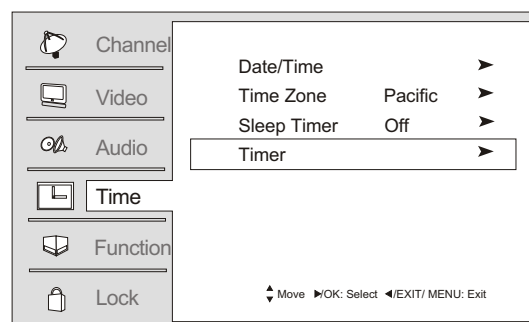 Channel
Video
Audio
Time
Function
Lock
Date/Time
Time Zone Pacific
Sleep Timer Off
Timer
Move /OK: Select /EXIT/ MENU: Exit